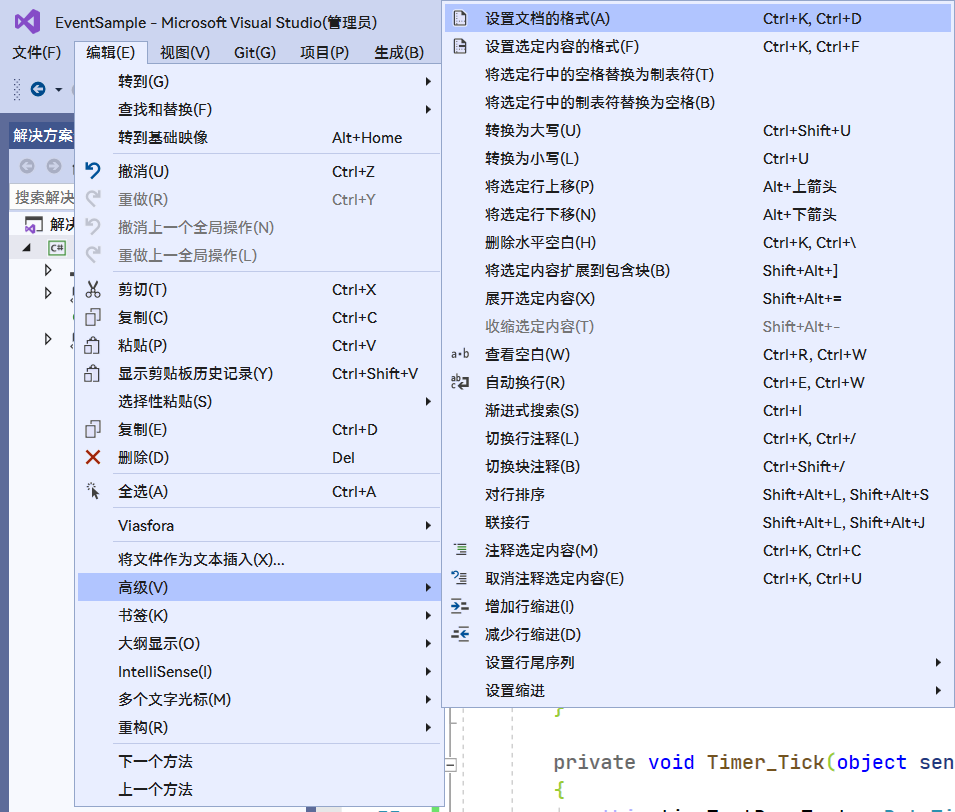 EventSample - Microsoft Visual Studio(管理员)
文件(F) 编辑(E) 视图(V) Git(G) 项目(P) 生成(B)
解决方案
搜索解决
解决
C#
转到(G)
查找和替换(F)
转到基础映像 Alt+Home
撤消(U) Ctrl+Z
重做(R) Ctrl+Y
撤消上一个全局操作(N)
重做上一全局操作(L)
剪切(T) Ctrl+X
复制(C) Ctrl+C
粘贴(P) Ctrl+V
显示剪贴板历史记录(Y) Ctrl+Shift+V
选择性粘贴(S)
复制(E) Ctrl+D
删除(D) Del
全选(A) Ctrl+A
Viasfora
将文件作为文本插入(X)...
高级(V)
书签(K)
大纲显示(O)
IntelliSense(I)
多个文字光标(M)
重构(R)
下一个方法
上一个方法
设置文档的格式(A) Ctrl+K, Ctrl+D
设置选定内容的格式(F) Ctrl+K, Ctrl+F
将选定行中的空格替换为制表符(T)
将选定行中的制表符替换为空格(B)
转换为大写(U) Ctrl+Shift+U
转换为小写(L) Ctrl+U
将选定行上移(P) Alt+上箭头
将选定行下移(N) Alt+下箭头
删除水平空白(H) Ctrl+K, Ctrl+\
将选定内容扩展到包含块(B) Shift+Alt+]
展开选定内容(X) Shift+Alt+=
收缩选定内容(T) Shift+Alt+-
a·b 查看空白(W) Ctrl+R, Ctrl+W
自动换行(R) Ctrl+E, Ctrl+W
渐进式搜索(S) Ctrl+I
切换行注释(L) Ctrl+K, Ctrl+/
切换块注释(B) Ctrl+Shift+/
对行排序 Shift+Alt+L, Shift+Alt+S
联接行 Shift+Alt+L, Shift+Alt+J
注释选定内容(M) Ctrl+K, Ctrl+C
取消注释选定内容(E) Ctrl+K, Ctrl+U
增加行缩进(I)
减少行缩进(D)
设置行尾序列
设置缩进
}
private void Timer_Tick(object sen
{